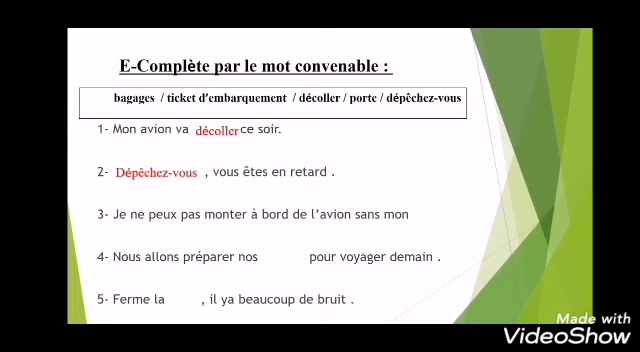 E-Complète par le mot convenable :
bagages / ticket d'embarquement / décoller / porte / dépêchez-vous
1- Mon avion va décoller ce soir.
2- Dépêchez-vous , vous êtes en retard .
3- Je ne peux pas monter à bord de l'avion sans mon
4- Nous allons préparer nos pour voyager demain .
5- Ferme la , il ya beaucoup de bruit .
Made with
VideoShow